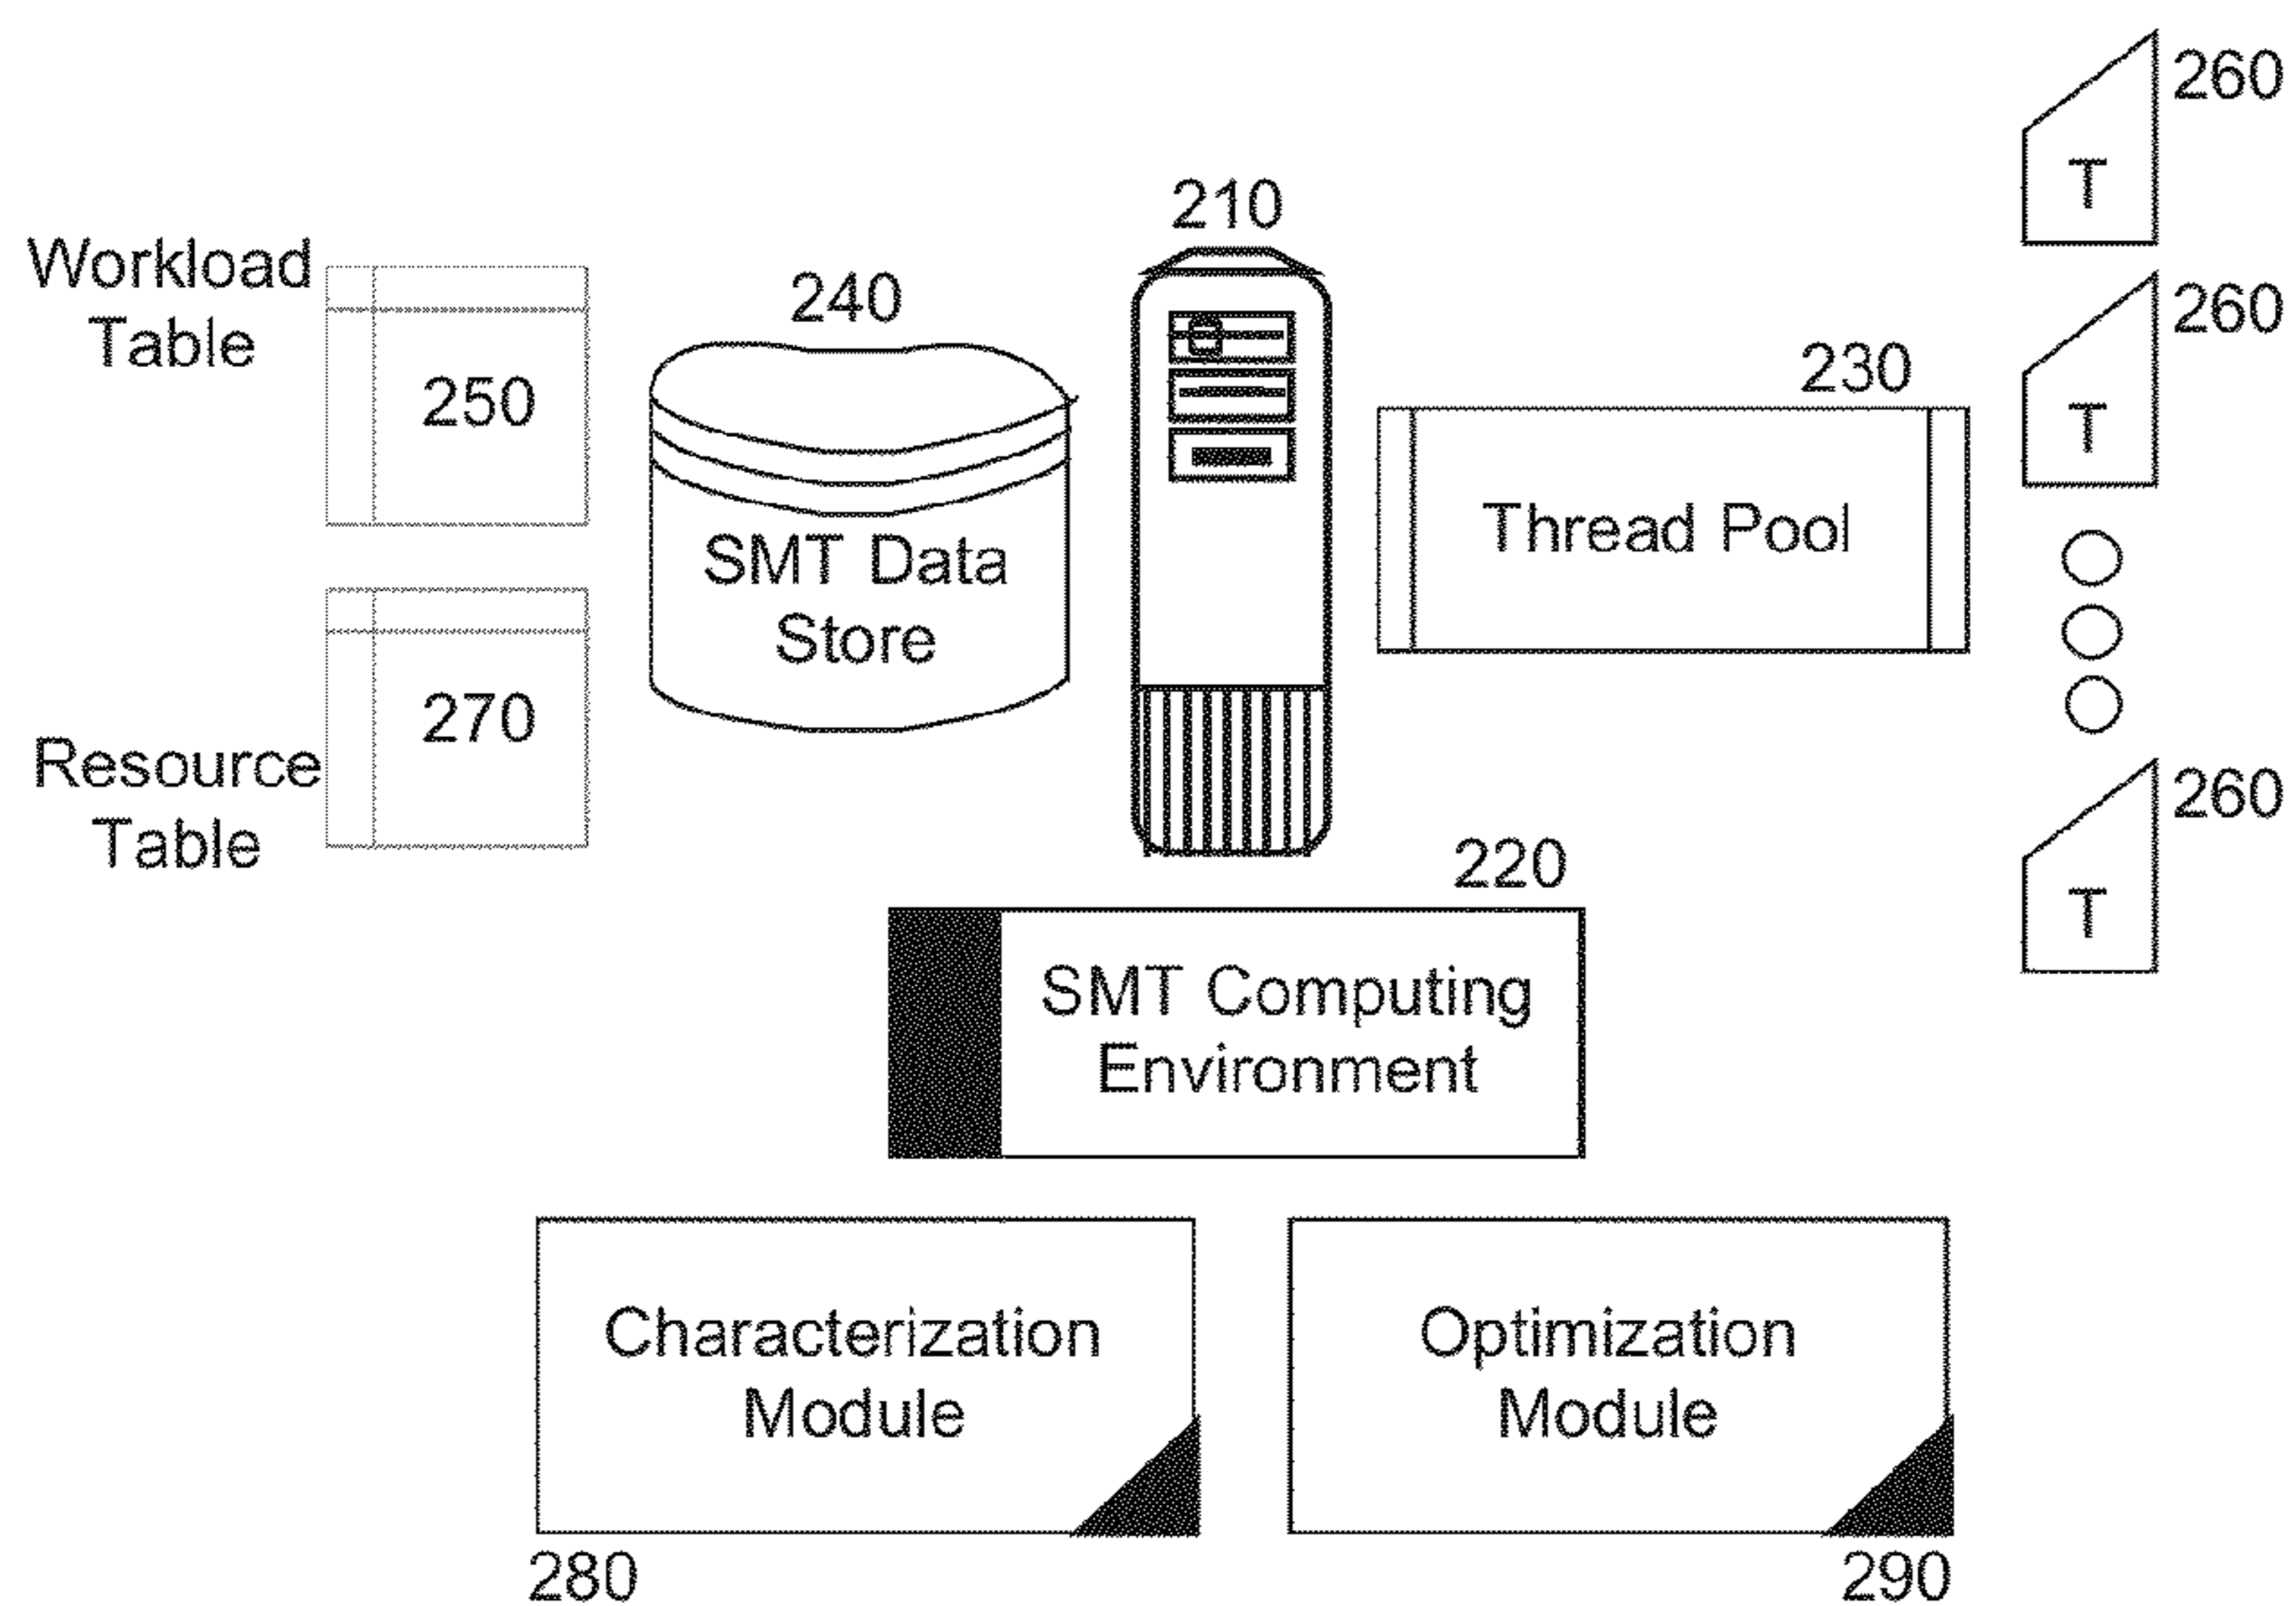 260
T
210
Workload
Table
240
260
250
230
T
Thread Pool
SMT Data
Store
270
Resource
Table
260
T
220
SMT Computing
Environment
Characterization
Module
Optimization
Module
280
290